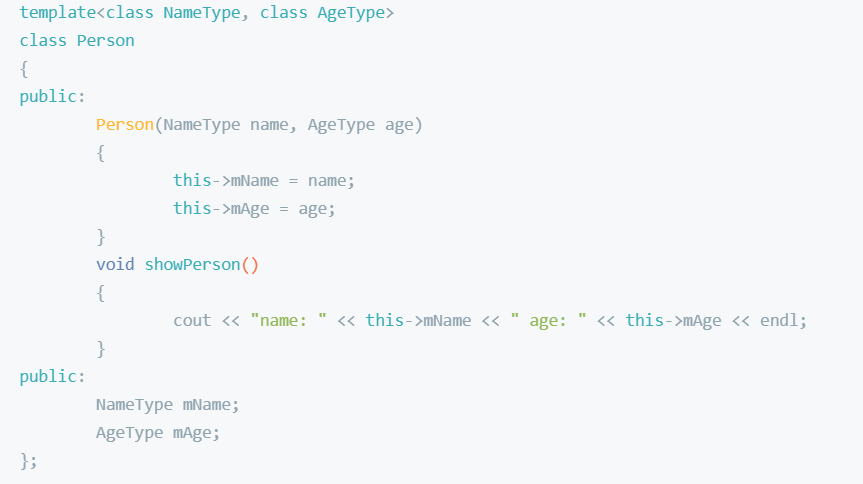 template<class NameType, class AgeType>
class Person
{
public:
        Person(NameType name, AgeType age)
        {
                this->mName = name;
                this->mAge = age;
        }
        void showPerson()
        {
                cout << "name: " << this->mName << " age: " << this->mAge << endl;
        }
public:
        NameType mName;
        AgeType mAge;
};